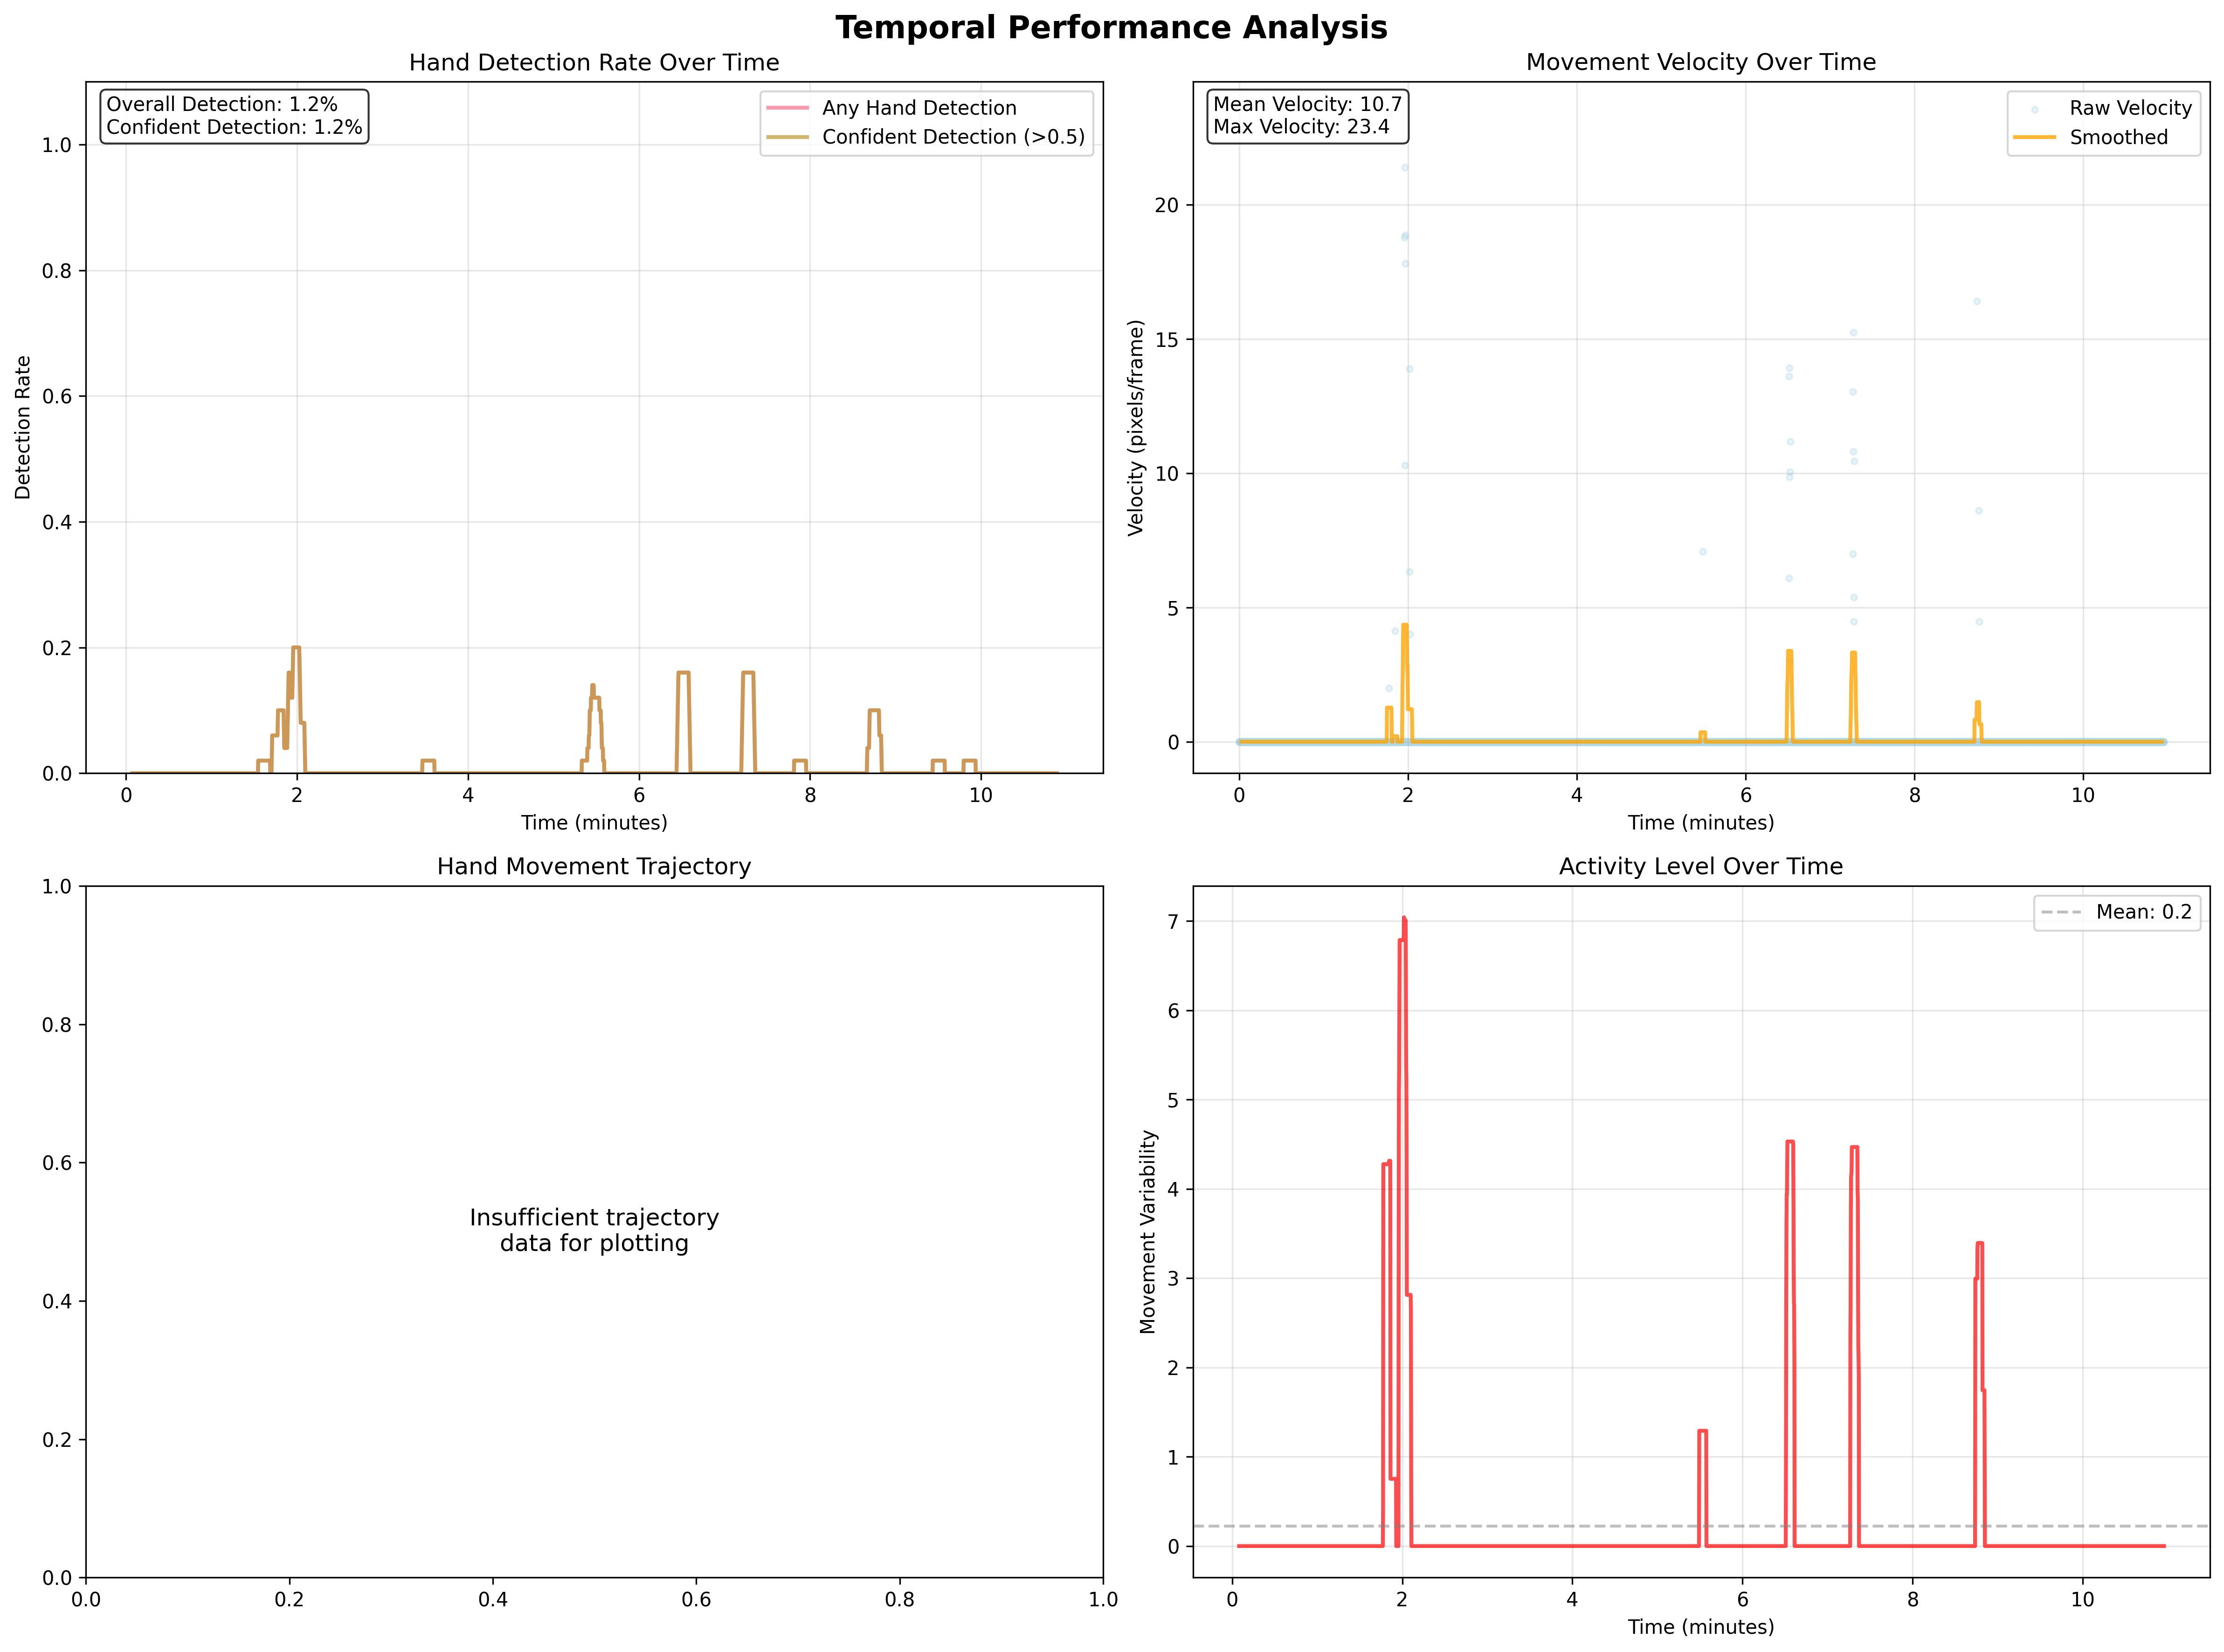 Temporal Performance Analysis
Hand Detection Rate Over Time
Overall Detection: 1.2%
Confident Detection: 1.2%
Any Hand Detection
Confident Detection (>0.5)
Detection Rate
1.0
0.8
0.6
0.4
0.2
0.0
0 2 4 6 8 10
Time (minutes)
Movement Velocity Over Time
Mean Velocity: 10.7
Max Velocity: 23.4
Raw Velocity
Smoothed
Velocity (pixels/frame)
20
15
10
5
0
0 2 4 6 8 10
Time (minutes)
Hand Movement Trajectory
1.0
0.8
0.6
0.4
0.2
0.0
Insufficient trajectory
data for plotting
0.0 0.2 0.4 0.6 0.8 1.0
Activity Level Over Time
Mean: 0.2
Movement Variability
7
6
5
4
3
2
1
0
0 2 4 6 8 10
Time (minutes)